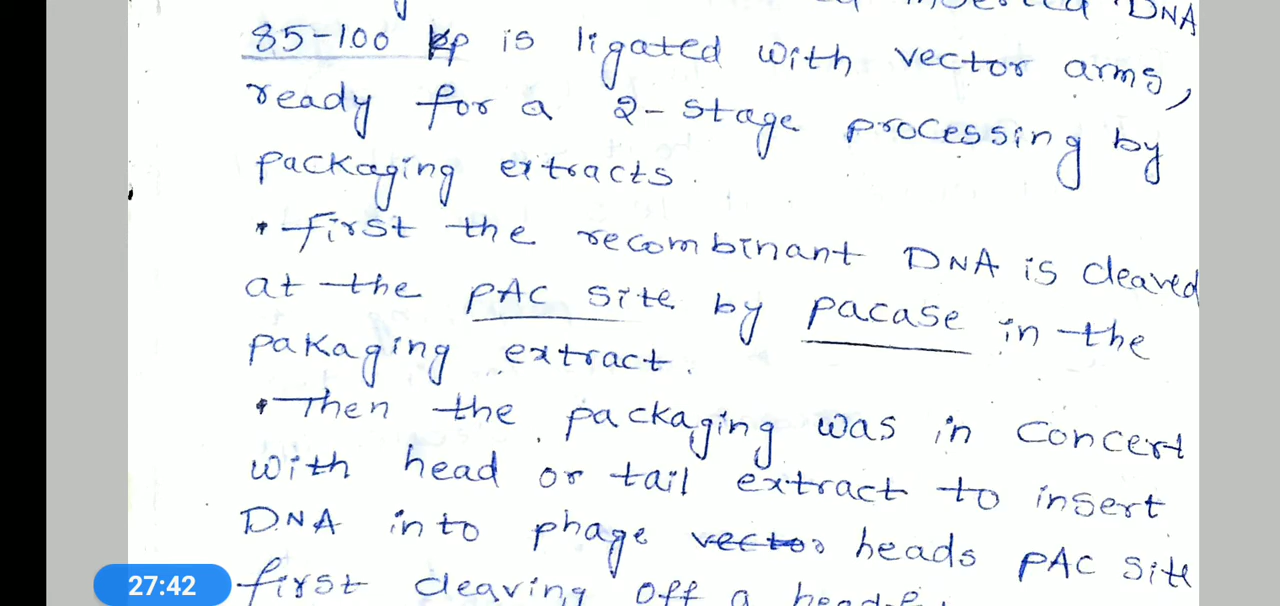 inserted DNA
85-100 kp is ligated with vector arms,
ready for a 2-stage processing by
packaging extracts.
* first the recombinant DNA is cleaved
at the PAC site by pacase in the
pakaging extract.
* Then the packaging was in concert
with head or tail extract to insert
DNA into phage vector heads PAC site
first cleaving off a
27:42